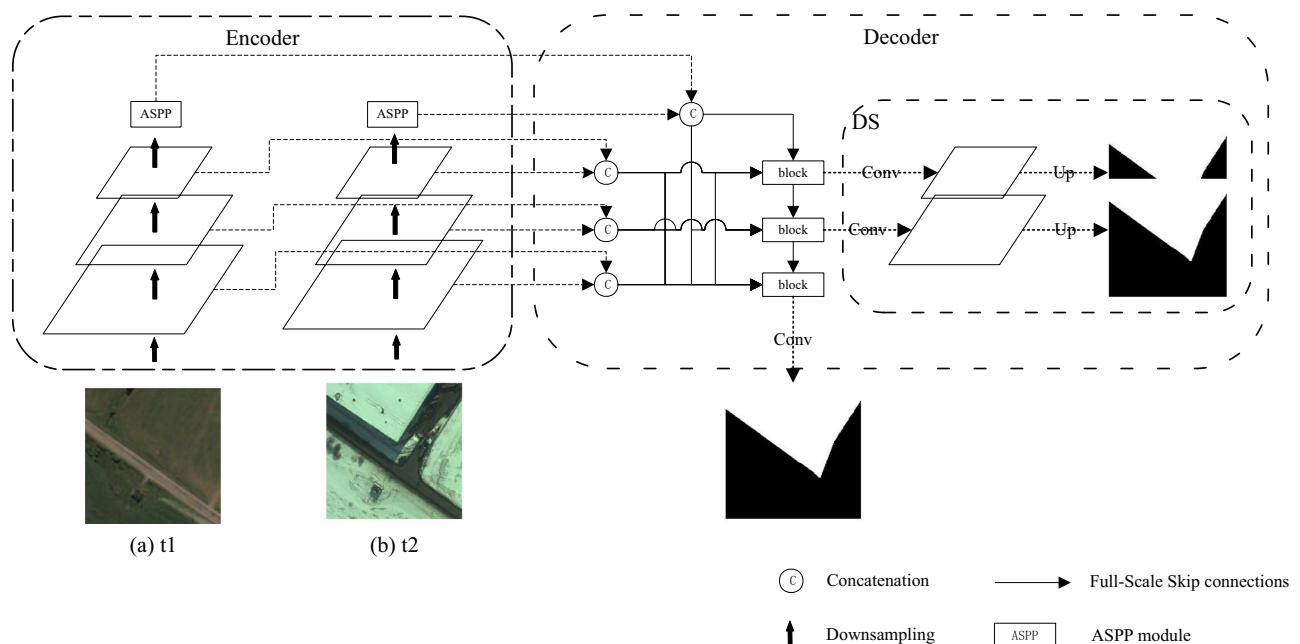 Encoder
Decoder
ASPP
ASPP
C
DS
C
block
Conv
Up
C
block
Conv
Up
C
block
Conv
(a) t1
(b) t2
C Concatenation
Full-Scale Skip connections
Downsampling
ASPP ASPP module